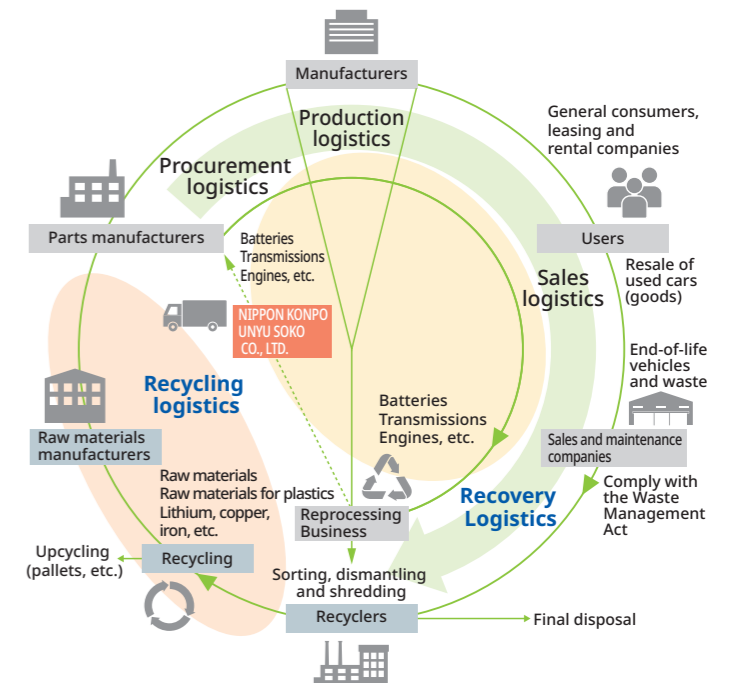 Manufacturers
Production
logistics
Procurement
logistics
General consumers,
leasing and
rental companies
Parts manufacturers
Batteries
Transmissions
Engines, etc.
Users
Resale of
used cars
(goods)
Sales
logistics
NIPPON KONPO
UNYU SOKO
CO., LTD.
End-of-life
vehicles
and waste
Recycling
logistics
Batteries
Transmissions
Engines, etc.
Raw materials
manufacturers
Sales and maintenance
companies
Raw materials
Raw materials for plastics
Lithium, copper,
iron, etc.
Reprocessing
Business
Recovery
Logistics
Comply with
the Waste
Management
Act
Upcycling
(pallets, etc.)
Recycling
Sorting, dismantling
and shredding
Recyclers
Final disposal